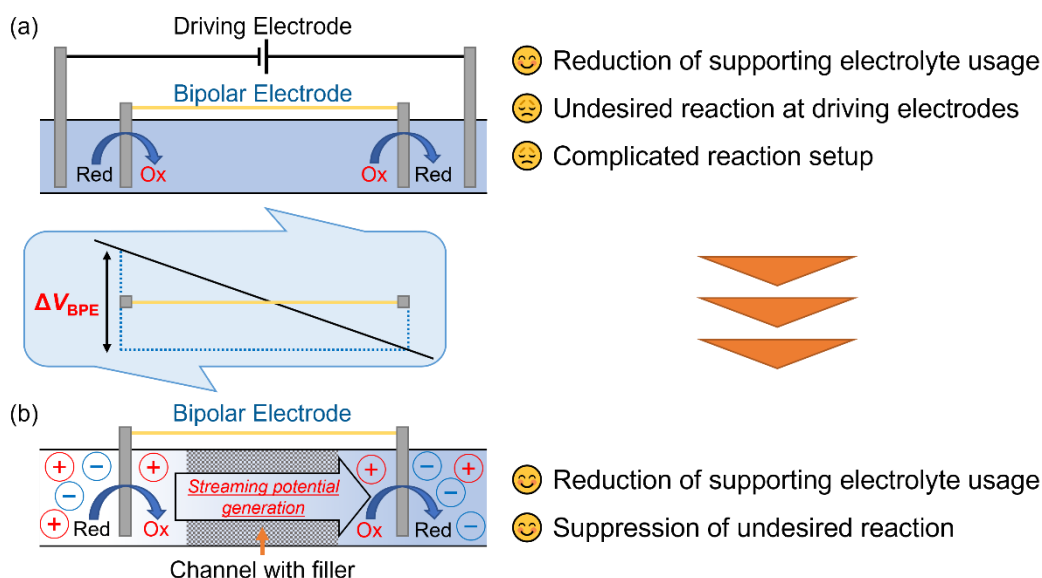 (a)
Driving Electrode
Bipolar Electrode
Red
Ox
Ox
Red
😊 Reduction of supporting electrolyte usage
😞 Undesired reaction at driving electrodes
😞 Complicated reaction setup
ΔV_BPE
(b)
Bipolar Electrode
+ − + + − +
− −
+ −
Red
Ox
Streaming potential
generation
Ox
Red
Channel with filler
😊 Reduction of supporting electrolyte usage
😊 Suppression of undesired reaction